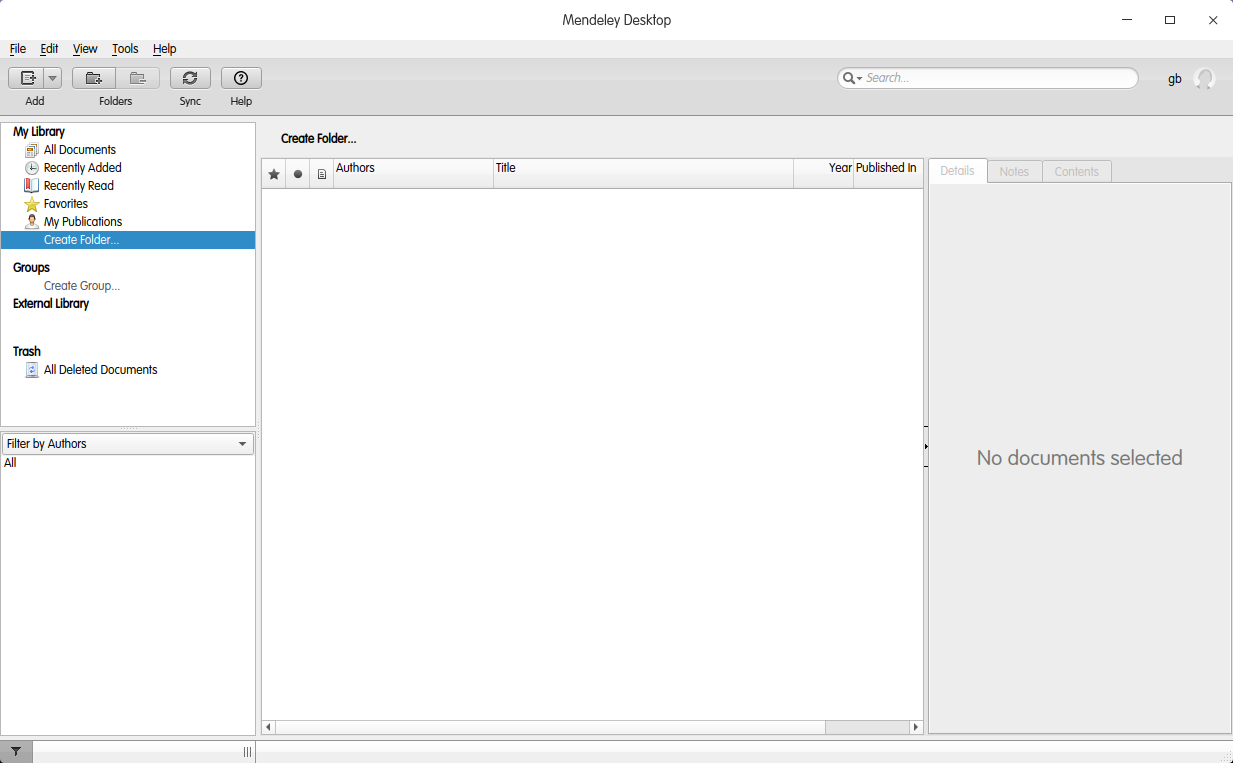 Mendeley Desktop
File Edit View Tools Help
Search...
gb
Add Folders Sync Help
My Library
All Documents
Recently Added
Recently Read
Favorites
My Publications
Create Folder...
Groups
Create Group...
External Library
Trash
All Deleted Documents
Filter by Authors
All
Create Folder...
Authors Title Year Published In
Details Notes Contents
No documents selected